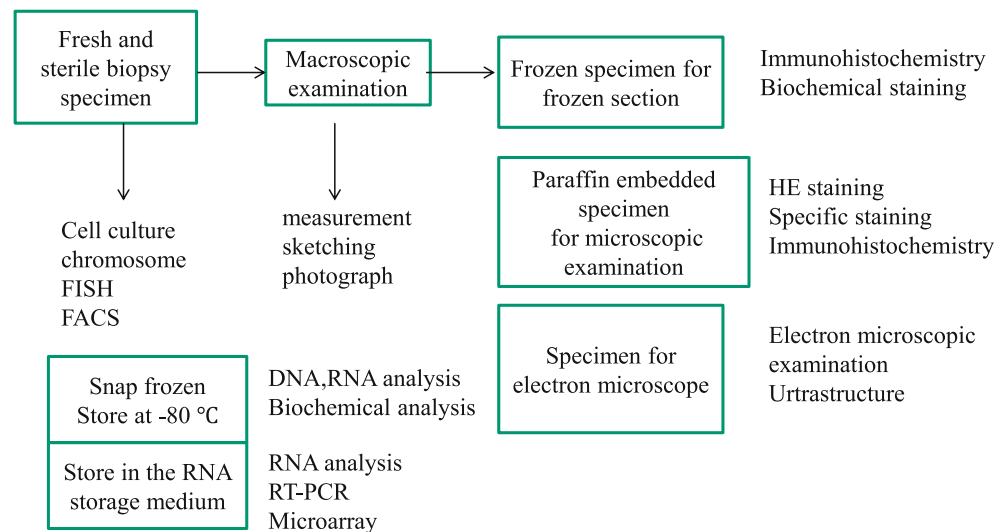 Fresh and
sterile biopsy
specimen
Macroscopic
examination
Frozen specimen for
frozen section
Immunohistochemistry
Biochemical staining
Cell culture
chromosome
FISH
FACS
measurement
sketching
photograph
Paraffin embedded
specimen
for microscopic
examination
HE staining
Specific staining
Immunohistochemistry
Specimen for
electron microscope
Electron microscopic
examination
Urtrastructure
Snap frozen
Store at -80 ℃
DNA,RNA analysis
Biochemical analysis
Store in the RNA
storage medium
RNA analysis
RT-PCR
Microarray